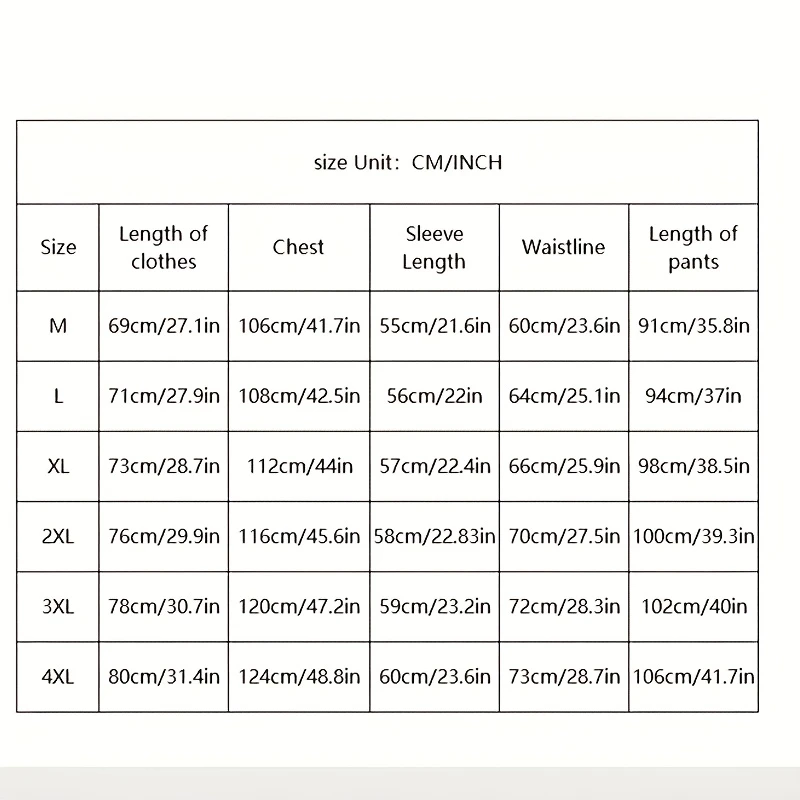 size Unit: CM/INCH
Size Length of clothes Chest Sleeve Length Waistline Length of pants
M 69cm/27.1in 106cm/41.7in 55cm/21.6in 60cm/23.6in 91cm/35.8in
L 71cm/27.9in 108cm/42.5in 56cm/22in 64cm/25.1in 94cm/37in
XL 73cm/28.7in 112cm/44in 57cm/22.4in 66cm/25.9in 98cm/38.5in
2XL 76cm/29.9in 116cm/45.6in 58cm/22.83in 70cm/27.5in 100cm/39.3in
3XL 78cm/30.7in 120cm/47.2in 59cm/23.2in 72cm/28.3in 102cm/40in
4XL 80cm/31.4in 124cm/48.8in 60cm/23.6in 73cm/28.7in 106cm/41.7in